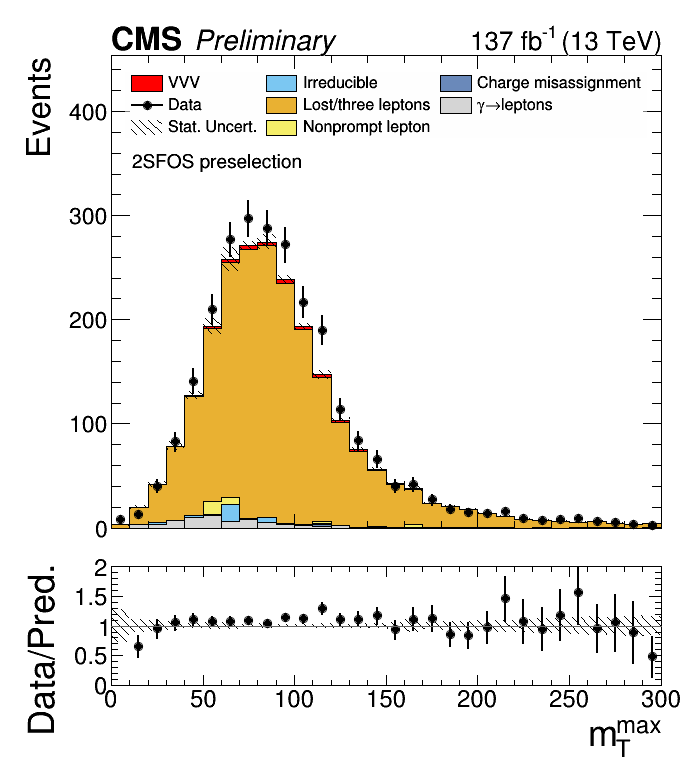 CMS Preliminary 137 fb-1 (13 TeV)
Events
VVV Irreducible Charge misassignment
Data Lost/three leptons γ→leptons
Stat. Uncert. Nonprompt lepton
2SFOS preselection
400
300
200
100
0
Data/Pred.
2
1.5
1
0.5
0
0 50 100 150 200 250 300
mTmax